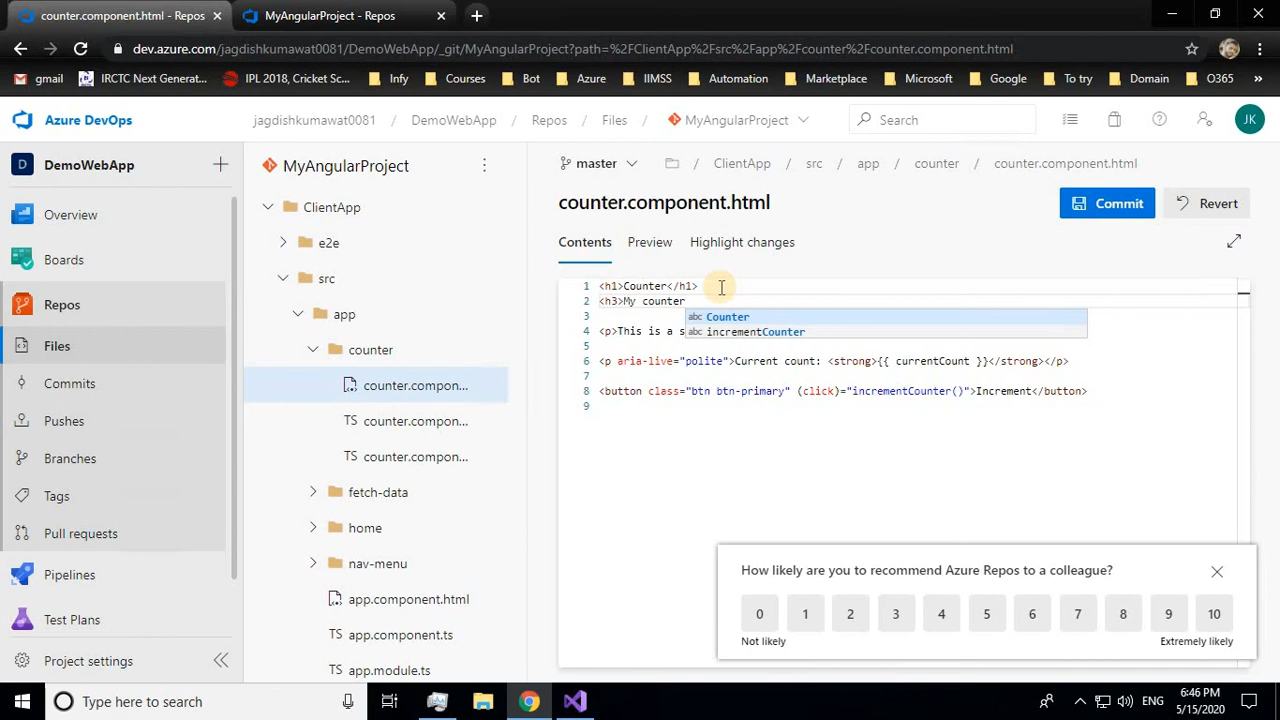 counter.component.html - Repos
MyAngularProject - Repos
dev.azure.com/jagdishkumawat0081/DemoWebApp/_git/MyAngularProject?path=%2FClientApp%2Fsrc%2Fapp%2Fcounter%2Fcounter.component.html
gmail
IRCTC Next Generat...
IPL 2018, Cricket Sc...
Infy
Courses
Bot
Azure
IIMSS
Automation
Marketplace
Microsoft
Google
To try
Domain
O365
»
Azure DevOps
jagdishkumawat0081 / DemoWebApp / Repos / Files / MyAngularProject
Search
JK
D DemoWebApp
Overview
Boards
Repos
Files
Commits
Pushes
Branches
Tags
Pull requests
Pipelines
Test Plans
Project settings
MyAngularProject
ClientApp
e2e
src
app
counter
counter.compon...
TS counter.compon...
TS counter.compon...
fetch-data
home
nav-menu
app.component.html
TS app.component.ts
TS app.module.ts
master / ClientApp / src / app / counter / counter.component.html
counter.component.html
Commit
Revert
Contents
Preview
Highlight changes
1 <h1>Counter</h1>
2 <h3>My counter
abc Counter
abc incrementCounter
3
4 <p>This is a s
5
6 <p aria-live="polite">Current count: <strong>{{ currentCount }}</strong></p>
7
8 <button class="btn btn-primary" (click)="incrementCounter()">Increment</button>
9
How likely are you to recommend Azure Repos to a colleague?
0 1 2 3 4 5 6 7 8 9 10
Not likely
Extremely likely
Type here to search
ENG
6:46 PM
5/15/2020